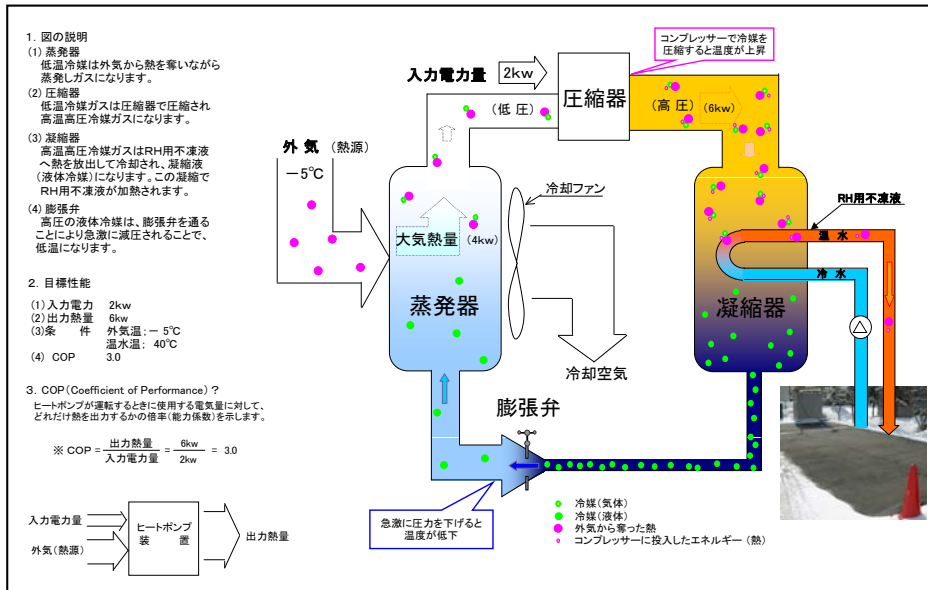 1. 図の説明
(1) 蒸発器
低温冷媒は外気から熱を奪いながら
蒸発しガスになります。
(2) 圧縮器
低温冷媒ガスは圧縮器で圧縮され
高温高圧冷媒ガスになります。
(3) 凝縮器
高温高圧冷媒ガスはRH用不凍液
へ熱を放出して冷却され、凝縮液
(液体冷媒)になります。この凝縮で
RH用不凍液が加熱されます。
(4) 膨張弁
高圧の液体冷媒は、膨張弁を通る
ことにより急激に減圧されることで、
低温になります。
2. 目標性能
(1) 入力電力 2kw
(2) 出力熱量 6kw
(3) 条 件 外気温;－5℃
温水温; 40℃
(4) COP 3.0
3. COP(Coefficient of Performance)?
ヒートポンプが運転するときに使用する電気量に対して、
どれだけ熱を出力するかの倍率(能力係数)を示します。
※ COP = 出力熱量 / 入力電力量 = 6kw / 2kw = 3.0
入力電力量
外気(熱源)
ヒートポンプ
装 置
出力熱量
コンプレッサーで冷媒を
圧縮すると温度が上昇
入力電力量
2kw
圧縮器
(低圧)
(高圧)
(6kw)
外 気 (熱源)
－5℃
冷却ファン
大気熱量
(4kw)
蒸発器
冷却空気
RH用不凍液
温 水
冷 水
凝縮器
膨張弁
急激に圧力を下げると
温度が低下
冷媒(気体)
冷媒(液体)
外気から奪った熱
コンプレッサーに投入したエネルギー(熱)